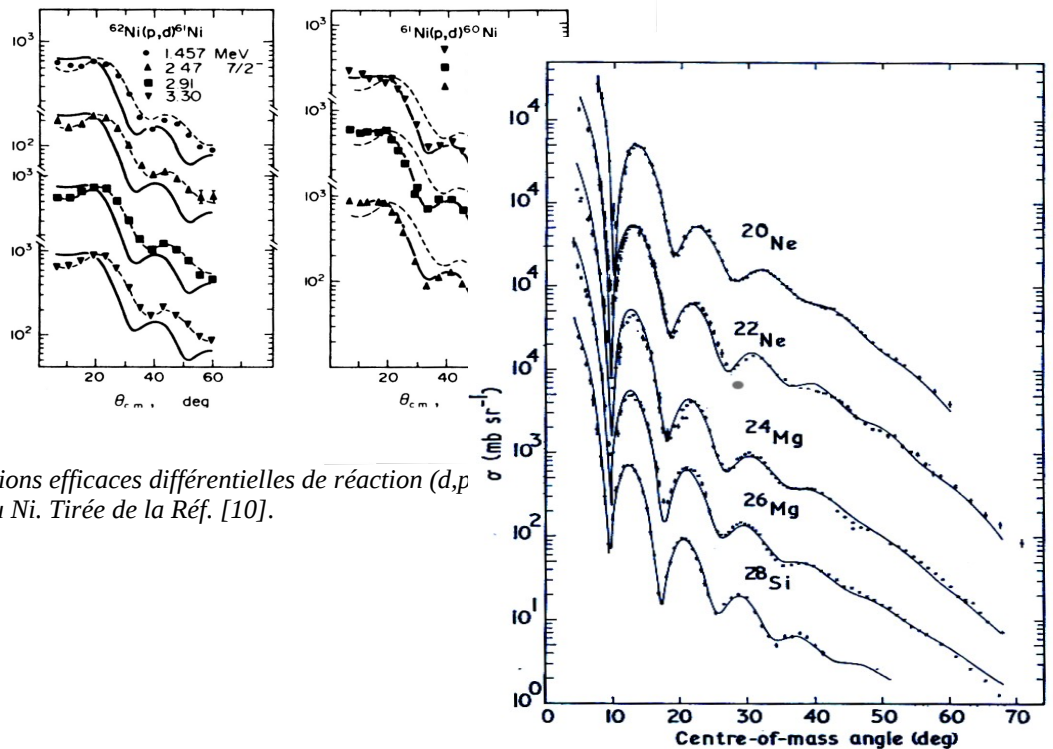 ⁶²Ni(p,d)⁶¹Ni
1.457 MeV
2.47 7/2⁻
2.91
3.30
10³
10²
10³
10³
10²
20 40 60
θc.m., deg
⁶¹Ni(p,d)⁶⁰Ni
10³
10³
10³
10²
20 40
θc.m.,
ions efficaces différentielles de réaction (d,p
Ni. Tirée de la Réf. [10].
σ (mb sr⁻¹)
10⁴
10⁴
10⁴
10⁴
10³
10²
10¹
10⁰
²⁰Ne
²²Ne
²⁴Mg
²⁶Mg
²⁸Si
0 10 20 30 40 50 60 70
Centre-of-mass angle (deg)